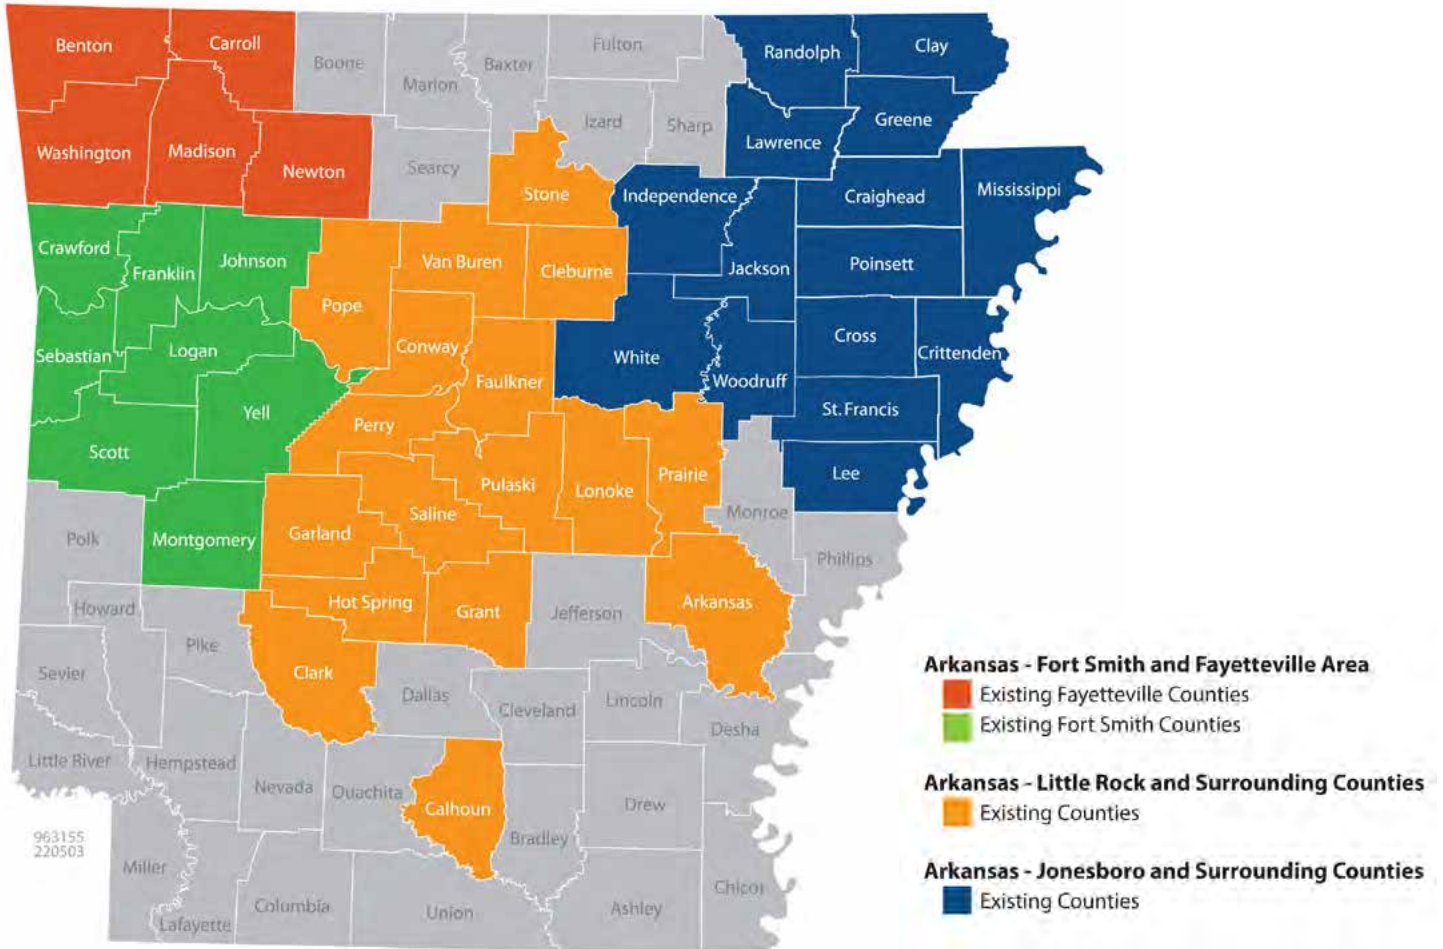 Benton
Carroll
Boone
Marion
Baxter
Fulton
Randolph
Clay
Washington
Madison
Newton
Searcy
Izard
Sharp
Lawrence
Greene
Stone
Independence
Craighead
Mississippi
Crawford
Franklin
Johnson
Pope
Van Buren
Cleburne
Jackson
Poinsett
Sebastian
Logan
Conway
Faulkner
White
Woodruff
Cross
Crittenden
Yell
Perry
St. Francis
Scott
Saline
Pulaski
Lonoke
Prairie
Lee
Polk
Montgomery
Garland
Monroe
Phillips
Howard
Pike
Hot Spring
Grant
Jefferson
Arkansas
Sevier
Clark
Dallas
Cleveland
Lincoln
Desha
Little River
Hempstead
Nevada
Ouachita
Calhoun
Bradley
Drew
963155
220503
Miller
Lafayette
Columbia
Union
Ashley
Chicot
Arkansas - Fort Smith and Fayetteville Area
Existing Fayetteville Counties
Existing Fort Smith Counties
Arkansas - Little Rock and Surrounding Counties
Existing Counties
Arkansas - Jonesboro and Surrounding Counties
Existing Counties